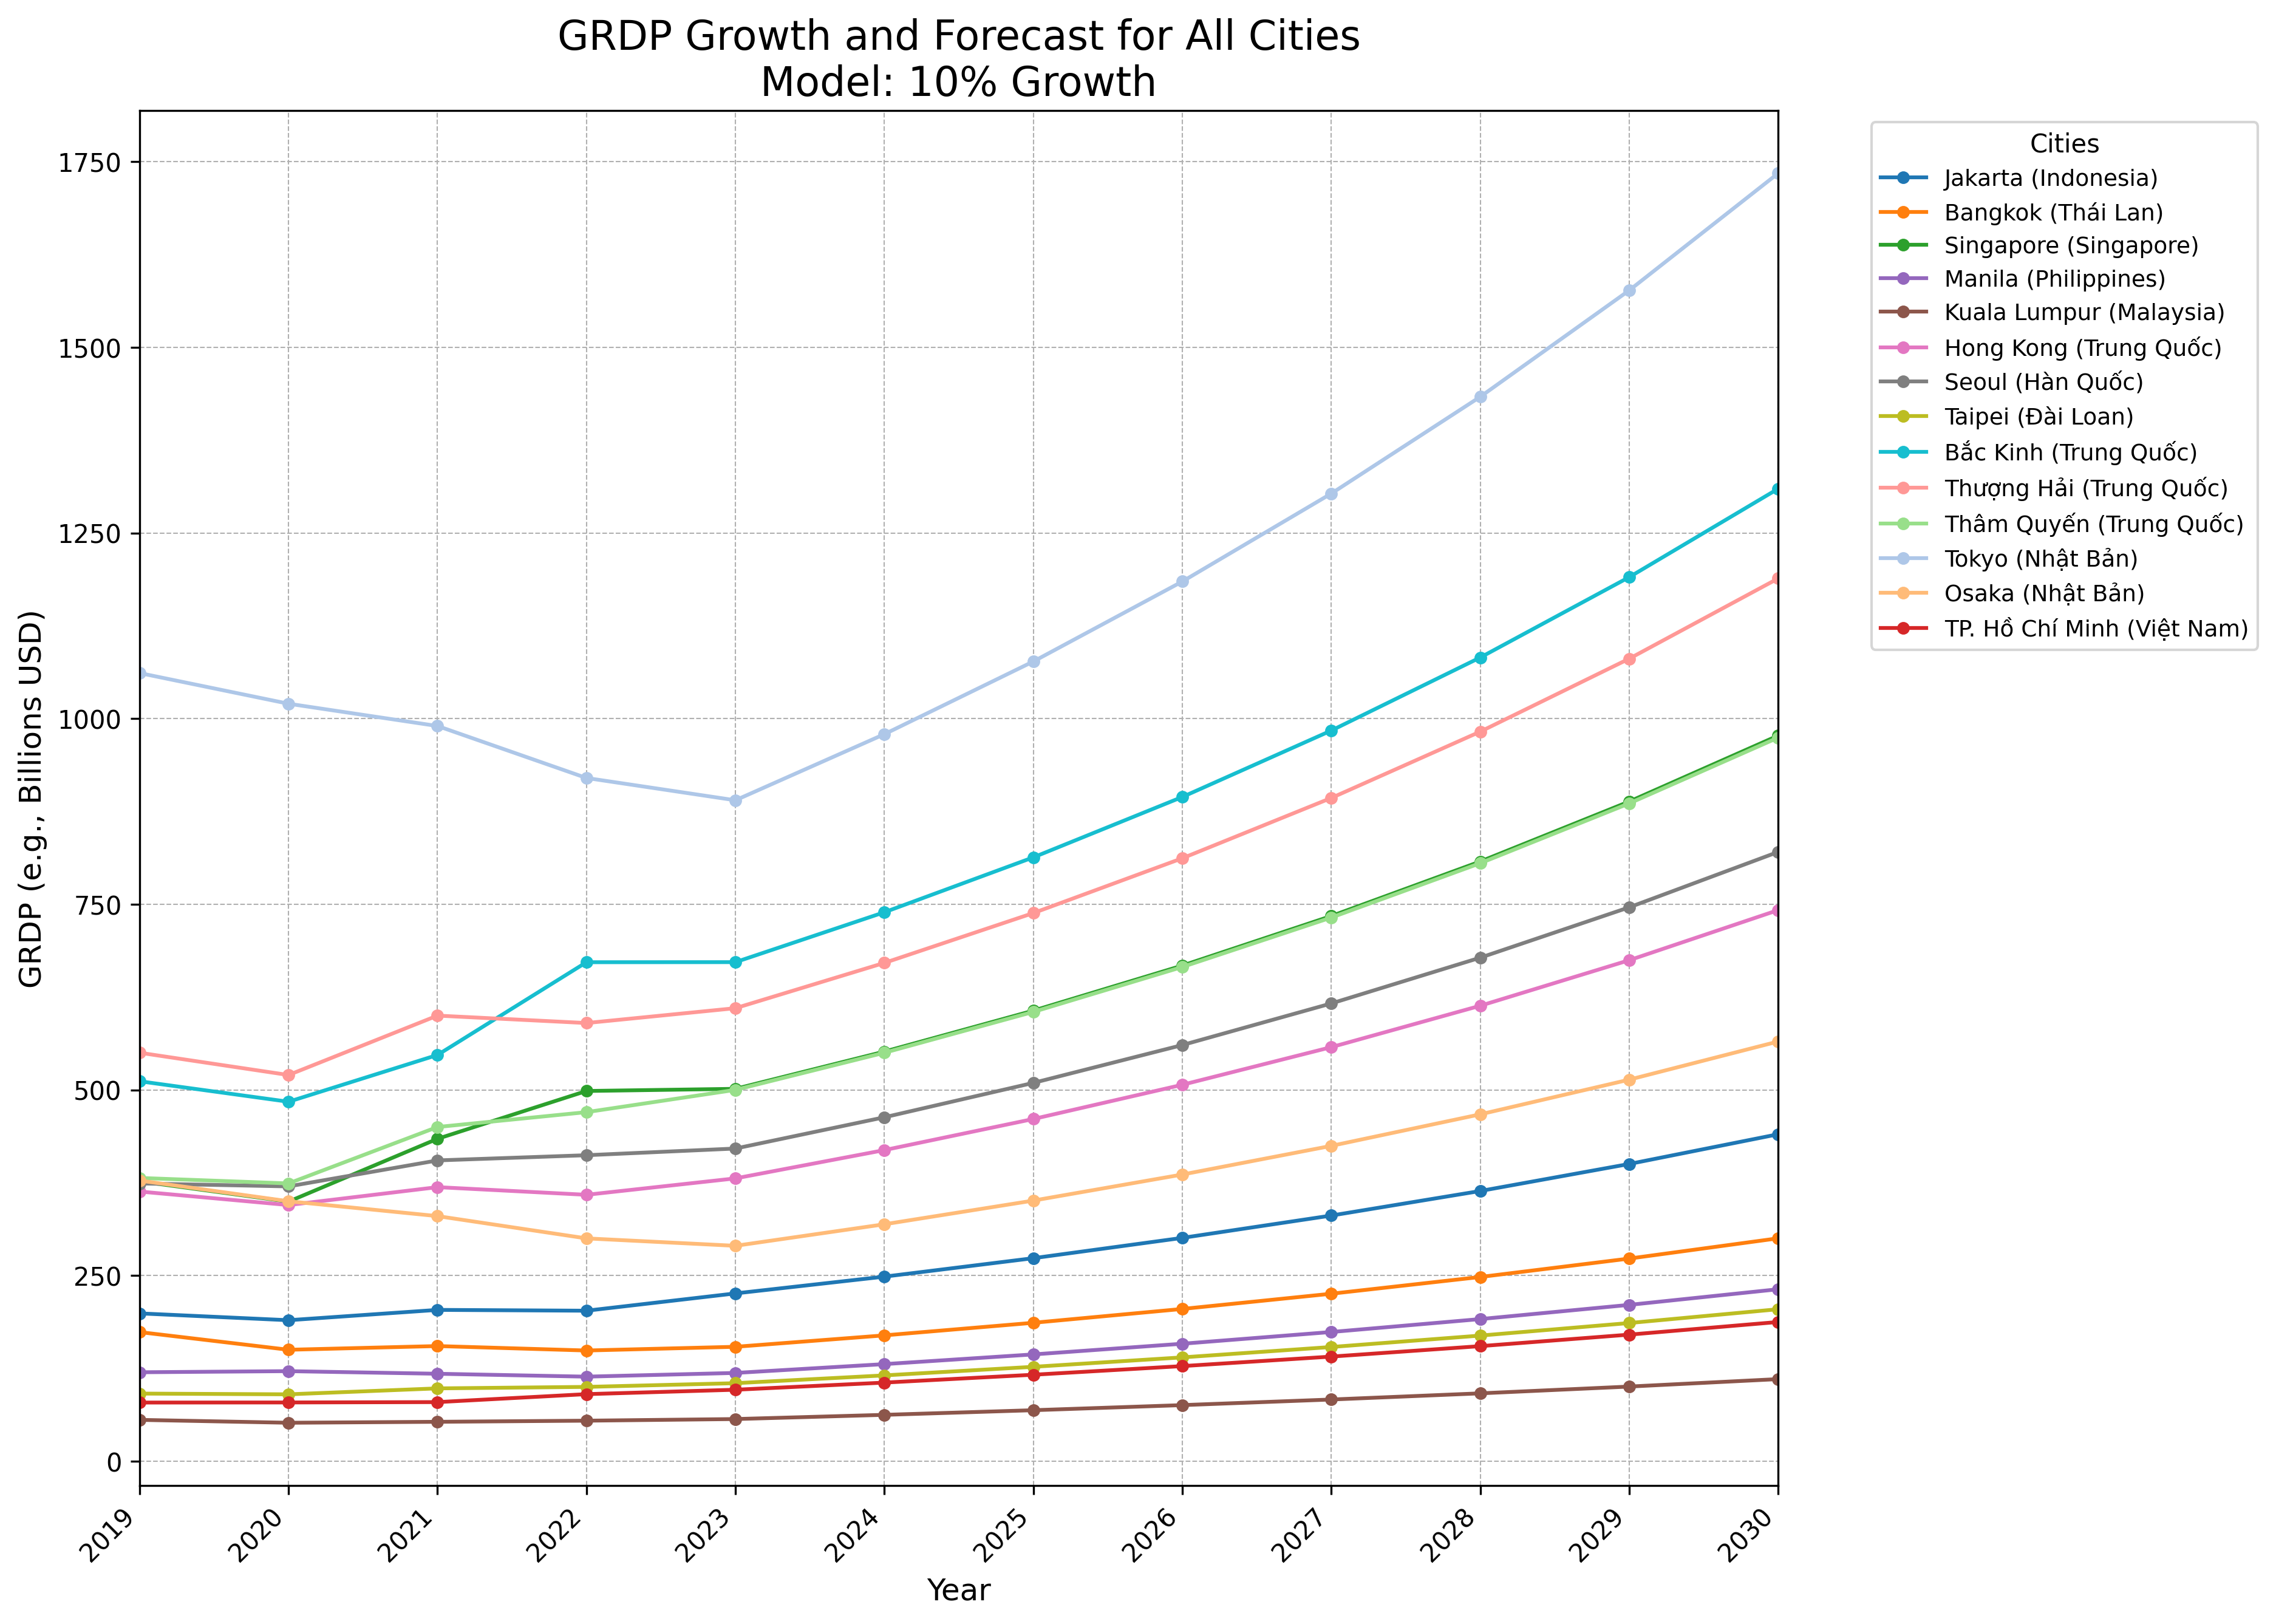 GRDP Growth and Forecast for All Cities
Model: 10% Growth
GRDP (e.g., Billions USD)
1750
1500
1250
1000
750
500
250
0
2019
2020
2021
2022
2023
2024
2025
2026
2027
2028
2029
2030
Year
Cities
Jakarta (Indonesia)
Bangkok (Thái Lan)
Singapore (Singapore)
Manila (Philippines)
Kuala Lumpur (Malaysia)
Hong Kong (Trung Quốc)
Seoul (Hàn Quốc)
Taipei (Đài Loan)
Bắc Kinh (Trung Quốc)
Thượng Hải (Trung Quốc)
Thâm Quyến (Trung Quốc)
Tokyo (Nhật Bản)
Osaka (Nhật Bản)
TP. Hồ Chí Minh (Việt Nam)